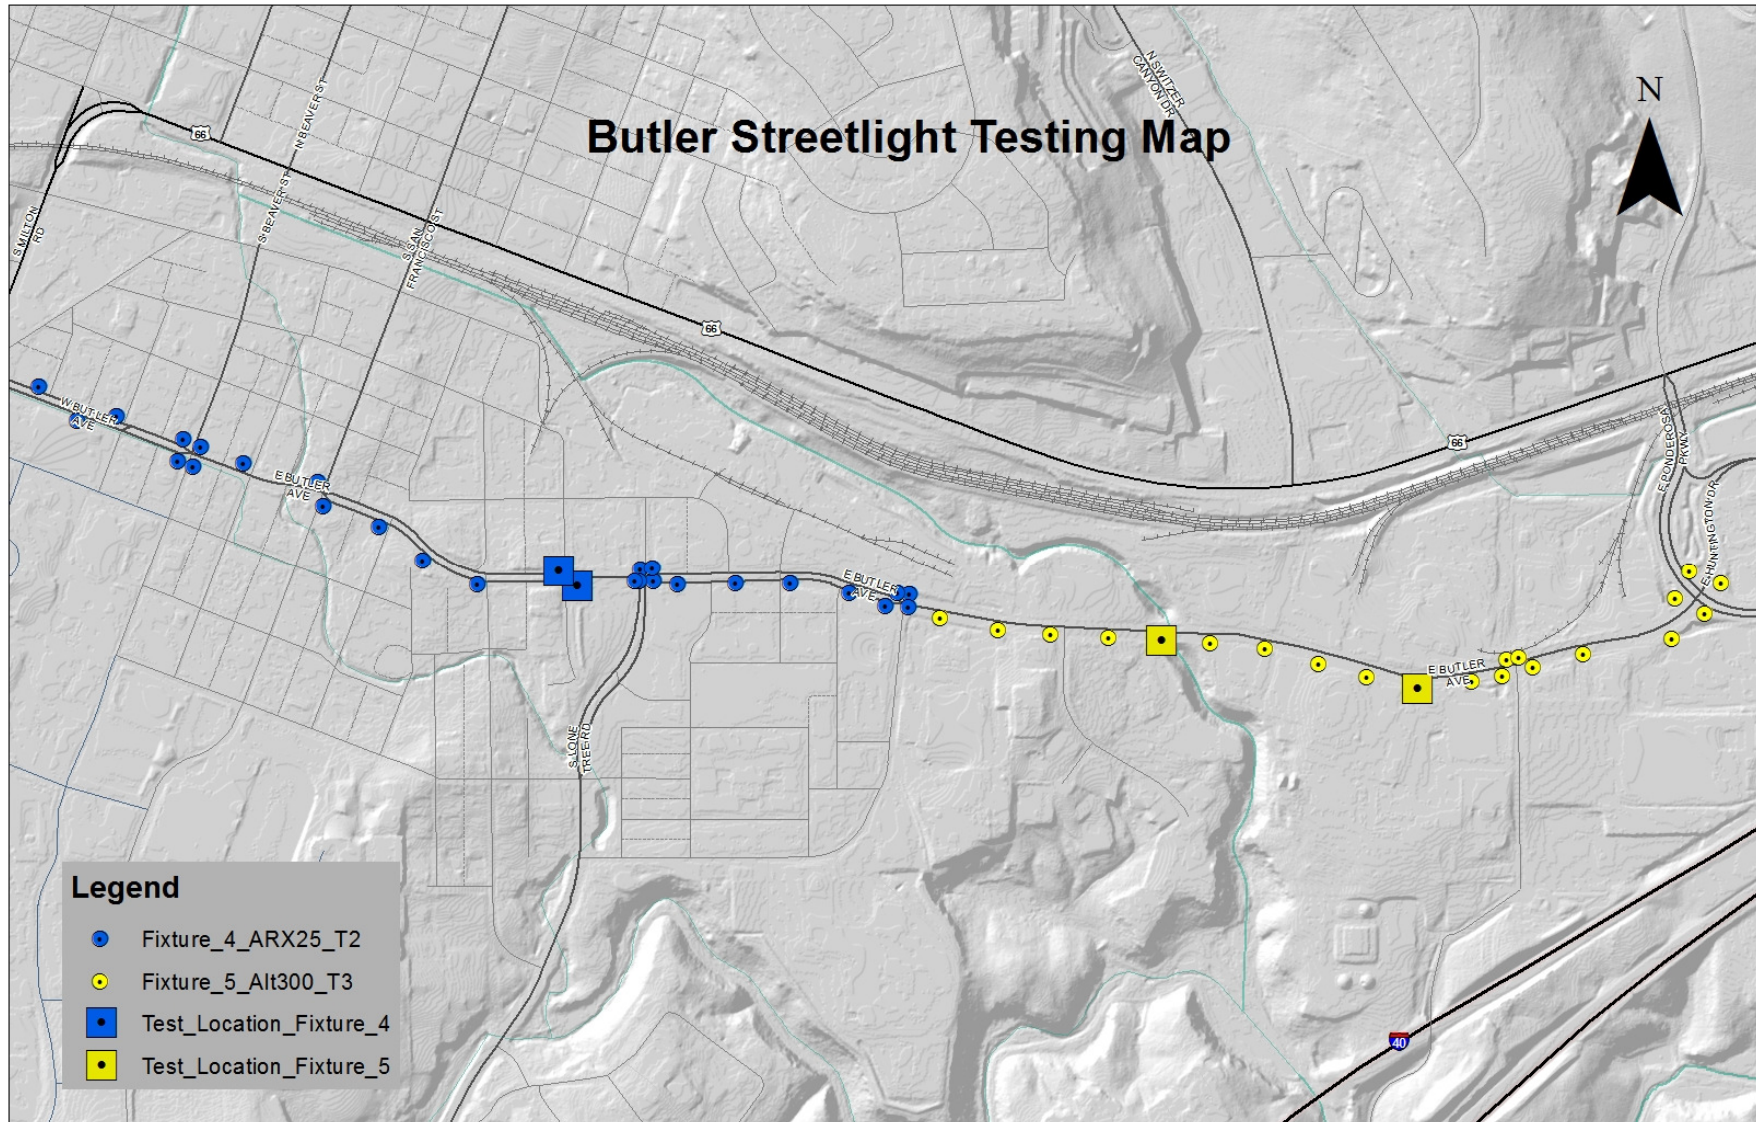 N SWITZER
CANYON DR
N
Butler Streetlight Testing Map
66
N BEAVER ST
S BEAVER ST
S MILTON
RD
S SAN
FRANCISCO ST
66
66
W BUTLER
AVE
E BUTLER
AVE
E BUTLER
AVE
E BUTLER
AVE
E PONDEROSA
PKWY
E HUNTINGTON DR
S LONE
TREE RD
40
Legend
Fixture_4_ARX25_T2
Fixture_5_Alt300_T3
Test_Location_Fixture_4
Test_Location_Fixture_5